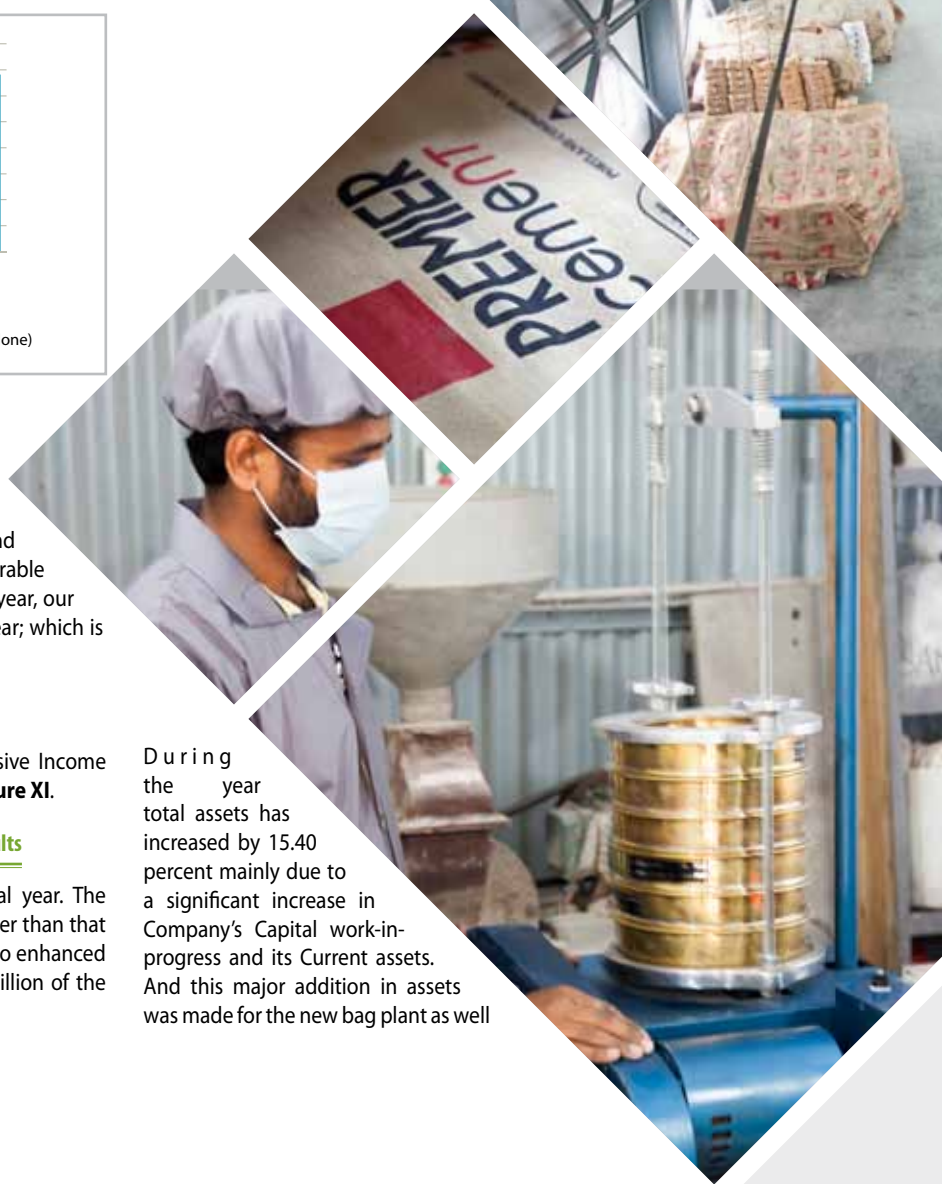 one)
PREMIER
cement
rable
year, our
ar; which is
sive Income
ure XI.
lts
al year. The
er than that
o enhanced
illion of the
During
the year
total assets has
increased by 15.40
percent mainly due to
a significant increase in
Company's Capital work-in-
progress and its Current assets.
And this major addition in assets
was made for the new bag plant as well